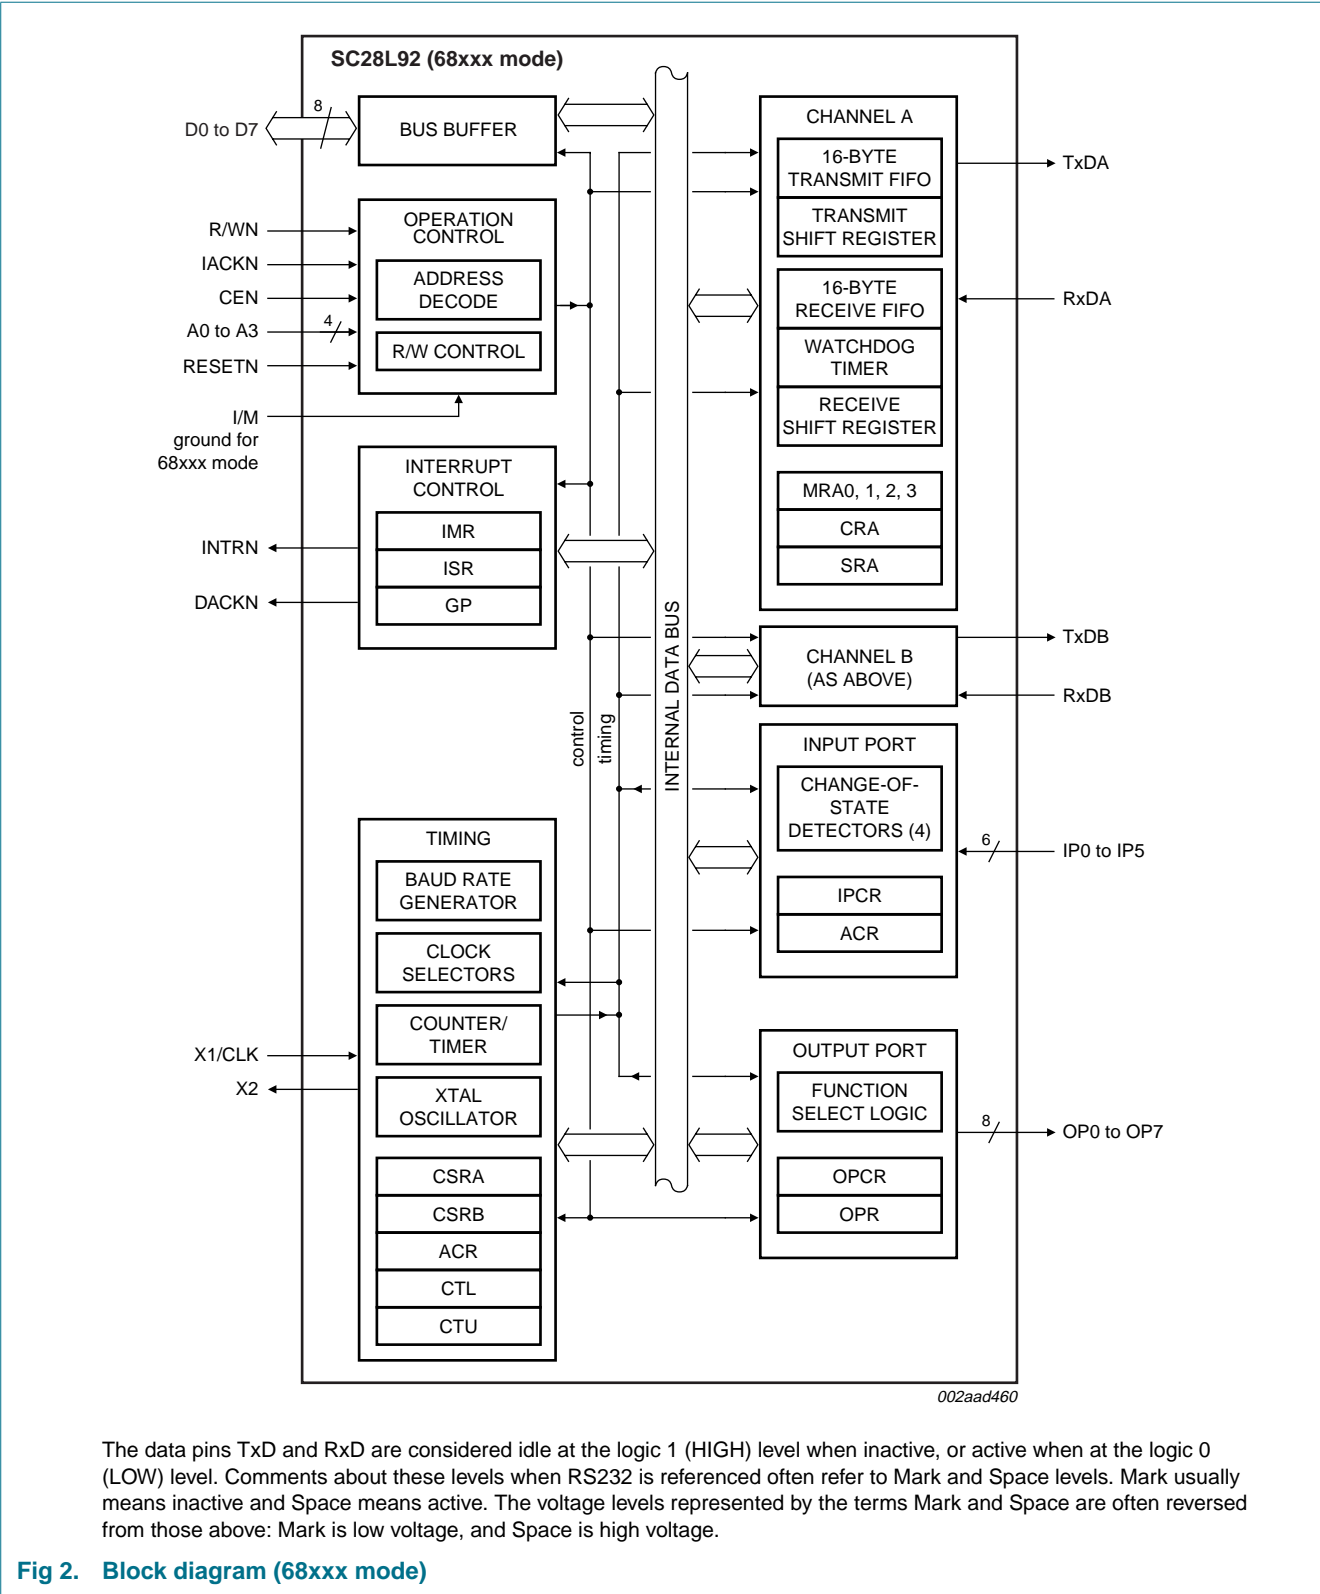 SC28L92 (68xxx mode)
D0 to D7
8
BUS BUFFER
R/WN
IACKN
CEN
A0 to A3
4
RESETN
I/M
ground for
68xxx mode
OPERATION
CONTROL
ADDRESS
DECODE
R/W CONTROL
INTRN
DACKN
INTERRUPT
CONTROL
IMR
ISR
GP
control
timing
INTERNAL DATA BUS
X1/CLK
X2
TIMING
BAUD RATE
GENERATOR
CLOCK
SELECTORS
COUNTER/
TIMER
XTAL
OSCILLATOR
CSRA
CSRB
ACR
CTL
CTU
CHANNEL A
16-BYTE
TRANSMIT FIFO
TRANSMIT
SHIFT REGISTER
16-BYTE
RECEIVE FIFO
WATCHDOG
TIMER
RECEIVE
SHIFT REGISTER
MRA0, 1, 2, 3
CRA
SRA
TxDA
RxDA
CHANNEL B
(AS ABOVE)
TxDB
RxDB
INPUT PORT
CHANGE-OF-
STATE
DETECTORS (4)
IPCR
ACR
6
IP0 to IP5
OUTPUT PORT
FUNCTION
SELECT LOGIC
OPCR
OPR
8
OP0 to OP7
002aad460
The data pins TxD and RxD are considered idle at the logic 1 (HIGH) level when inactive, or active when at the logic 0
(LOW) level. Comments about these levels when RS232 is referenced often refer to Mark and Space levels. Mark usually
means inactive and Space means active. The voltage levels represented by the terms Mark and Space are often reversed
from those above: Mark is low voltage, and Space is high voltage.
Fig 2. Block diagram (68xxx mode)